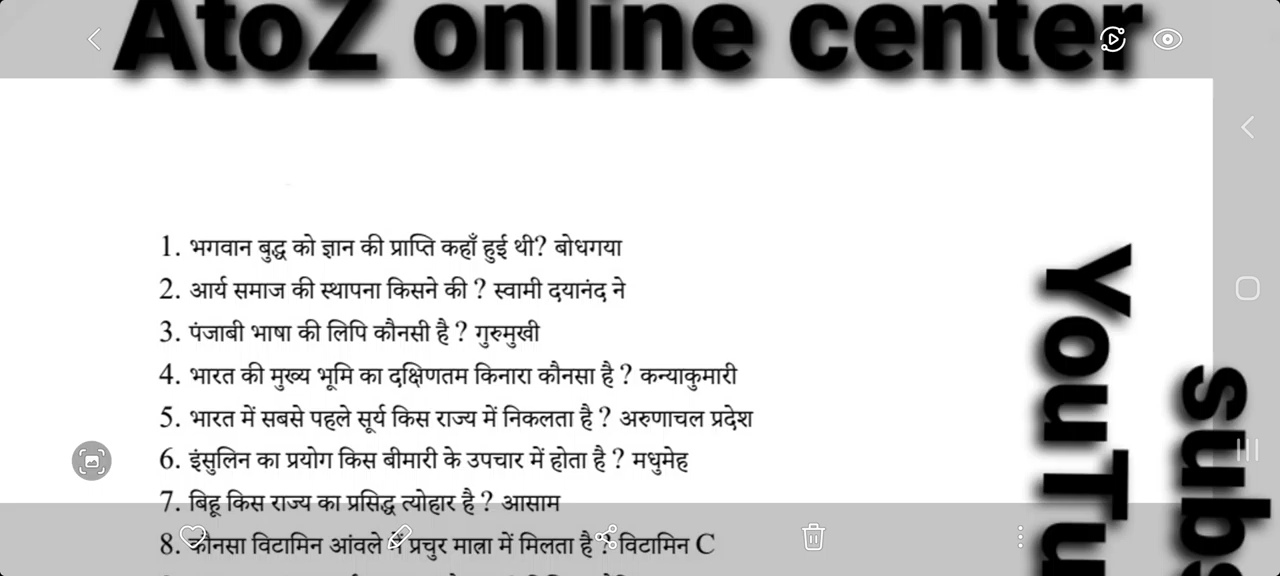 AtoZ online center
1. भगवान बुद्ध को ज्ञान की प्राप्ति कहाँ हुई थी? बोधगया
2. आर्य समाज की स्थापना किसने की ? स्वामी दयानंद ने
3. पंजाबी भाषा की लिपि कौनसी है ? गुरुमुखी
4. भारत की मुख्य भूमि का दक्षिणतम किनारा कौनसा है ? कन्याकुमारी
5. भारत में सबसे पहले सूर्य किस राज्य में निकलता है ? अरुणाचल प्रदेश
6. इंसुलिन का प्रयोग किस बीमारी के उपचार में होता है ? मधुमेह
7. बिहू किस राज्य का प्रसिद्ध त्योहार है ? आसाम
8. कौनसा विटामिन आंवले में प्रचुर मात्रा में मिलता है ? विटामिन C
YouTu
subs